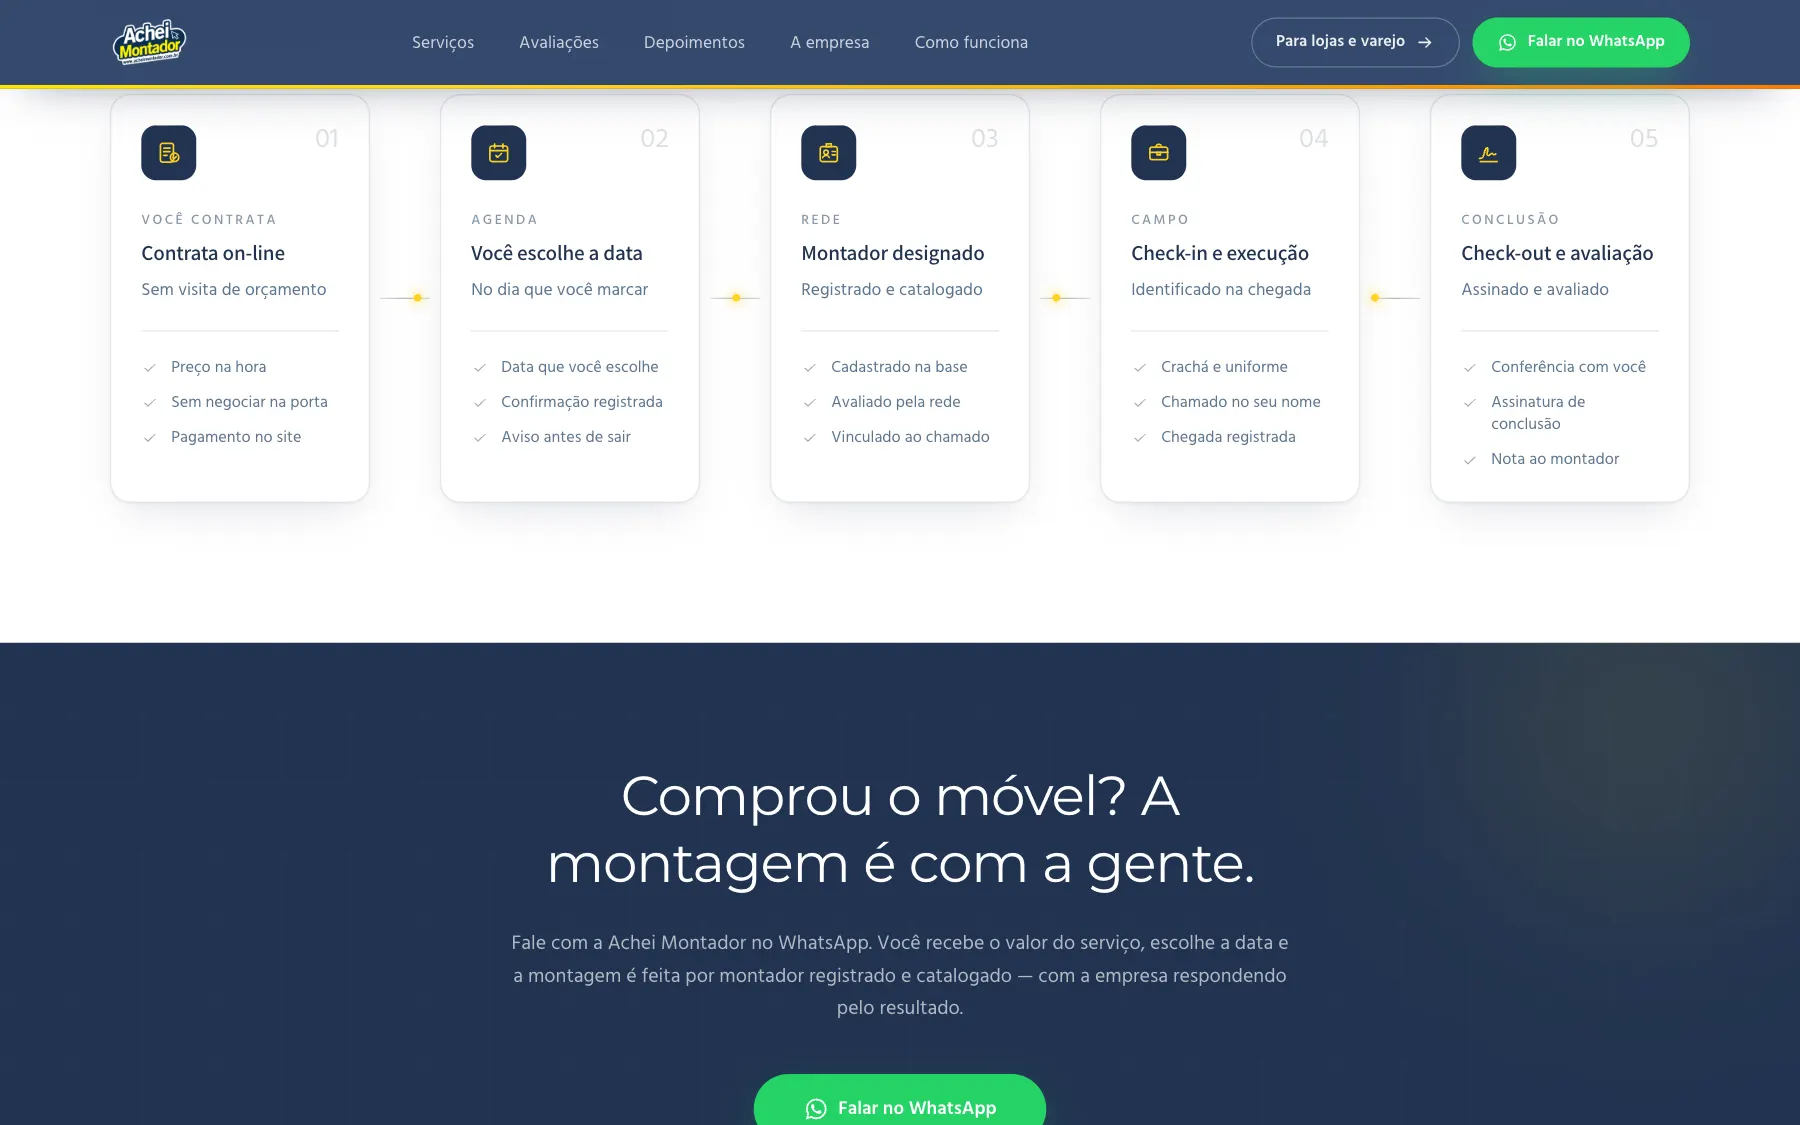 Achei
Montador
www.acheimontador.com.br
Serviços
Avaliações
Depoimentos
A empresa
Como funciona
Para lojas e varejo
Falar no WhatsApp
01
VOCÊ CONTRATA
Contrata on-line
Sem visita de orçamento
Preço na hora
Sem negociar na porta
Pagamento no site
02
AGENDA
Você escolhe a data
No dia que você marcar
Data que você escolhe
Confirmação registrada
Aviso antes de sair
03
REDE
Montador designado
Registrado e catalogado
Cadastrado na base
Avaliado pela rede
Vinculado ao chamado
04
CAMPO
Check-in e execução
Identificado na chegada
Crachá e uniforme
Chamado no seu nome
Chegada registrada
05
CONCLUSÃO
Check-out e avaliação
Assinado e avaliado
Conferência com você
Assinatura de
conclusão
Nota ao montador
Comprou o móvel? A
montagem é com a gente.
Fale com a Achei Montador no WhatsApp. Você recebe o valor do serviço, escolhe a data e
a montagem é feita por montador registrado e catalogado — com a empresa respondendo
pelo resultado.
Falar no WhatsApp